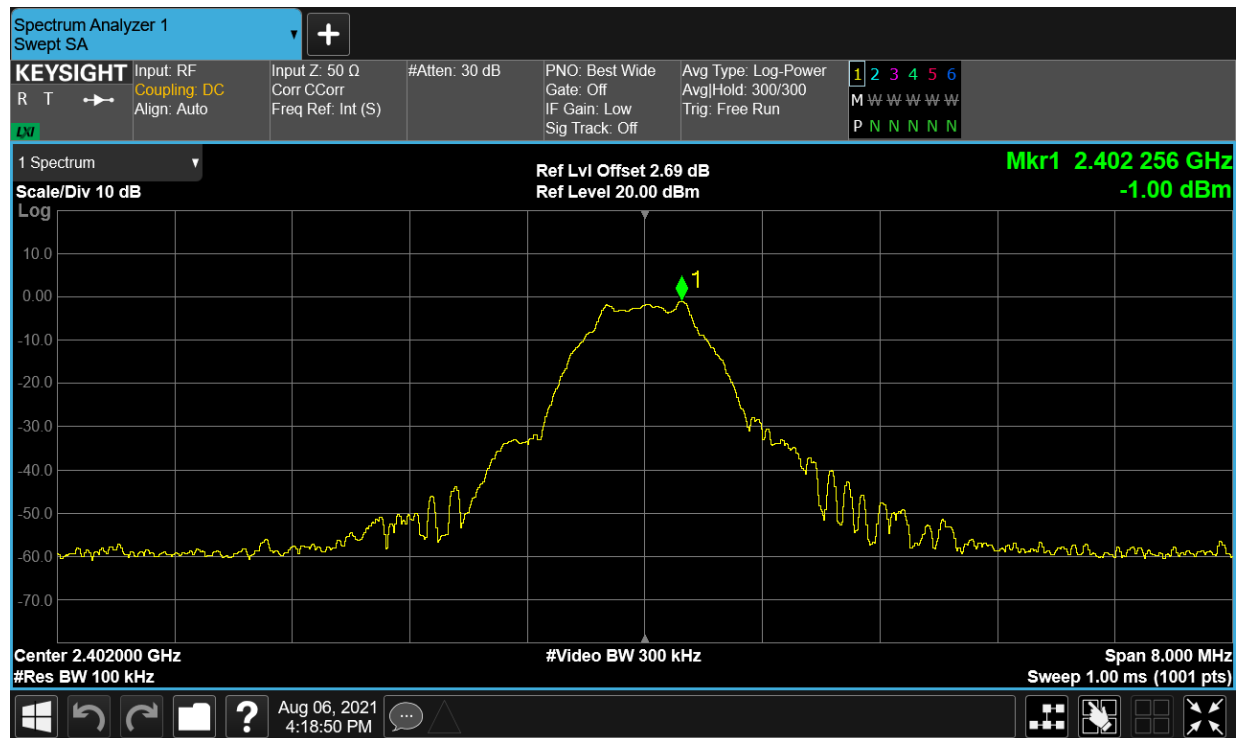 Spectrum Analyzer 1
Swept SA
KEYSIGHT
R T
LXI
Input: RF
Coupling: DC
Align: Auto
Input Z: 50 Ω
Corr CCorr
Freq Ref: Int (S)
#Atten: 30 dB
PNO: Best Wide
Gate: Off
IF Gain: Low
Sig Track: Off
Avg Type: Log-Power
Avg|Hold: 300/300
Trig: Free Run
1 2 3 4 5 6
M W W W W W
P N N N N N
1 Spectrum
Scale/Div 10 dB
Log
Ref Lvl Offset 2.69 dB
Ref Level 20.00 dBm
Mkr1 2.402 256 GHz
-1.00 dBm
1
10.0
0.00
-10.0
-20.0
-30.0
-40.0
-50.0
-60.0
-70.0
Center 2.402000 GHz
#Res BW 100 kHz
#Video BW 300 kHz
Span 8.000 MHz
Sweep 1.00 ms (1001 pts)
?
Aug 06, 2021
4:18:50 PM